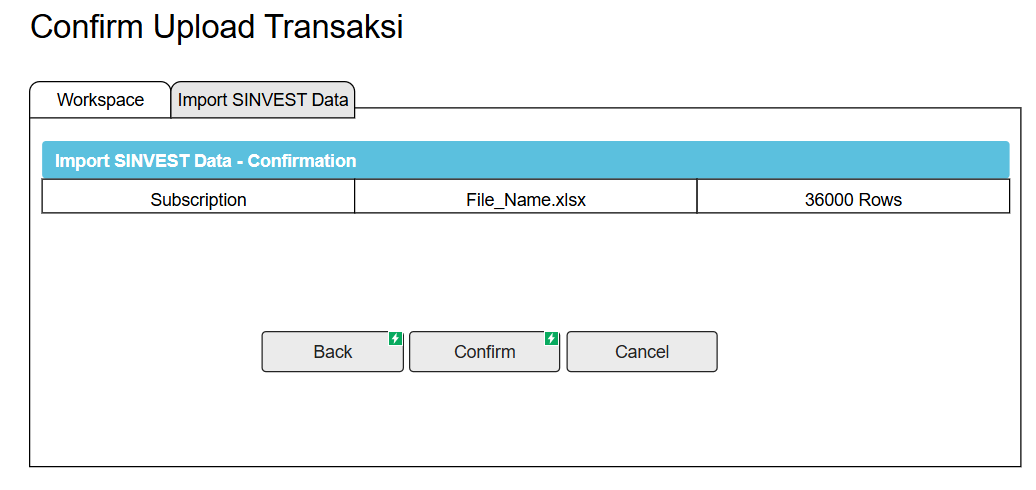 Confirm Upload Transaksi
Workspace Import SINVEST Data
Import SINVEST Data - Confirmation
Subscription File_Name.xlsx 36000 Rows
Back Confirm Cancel